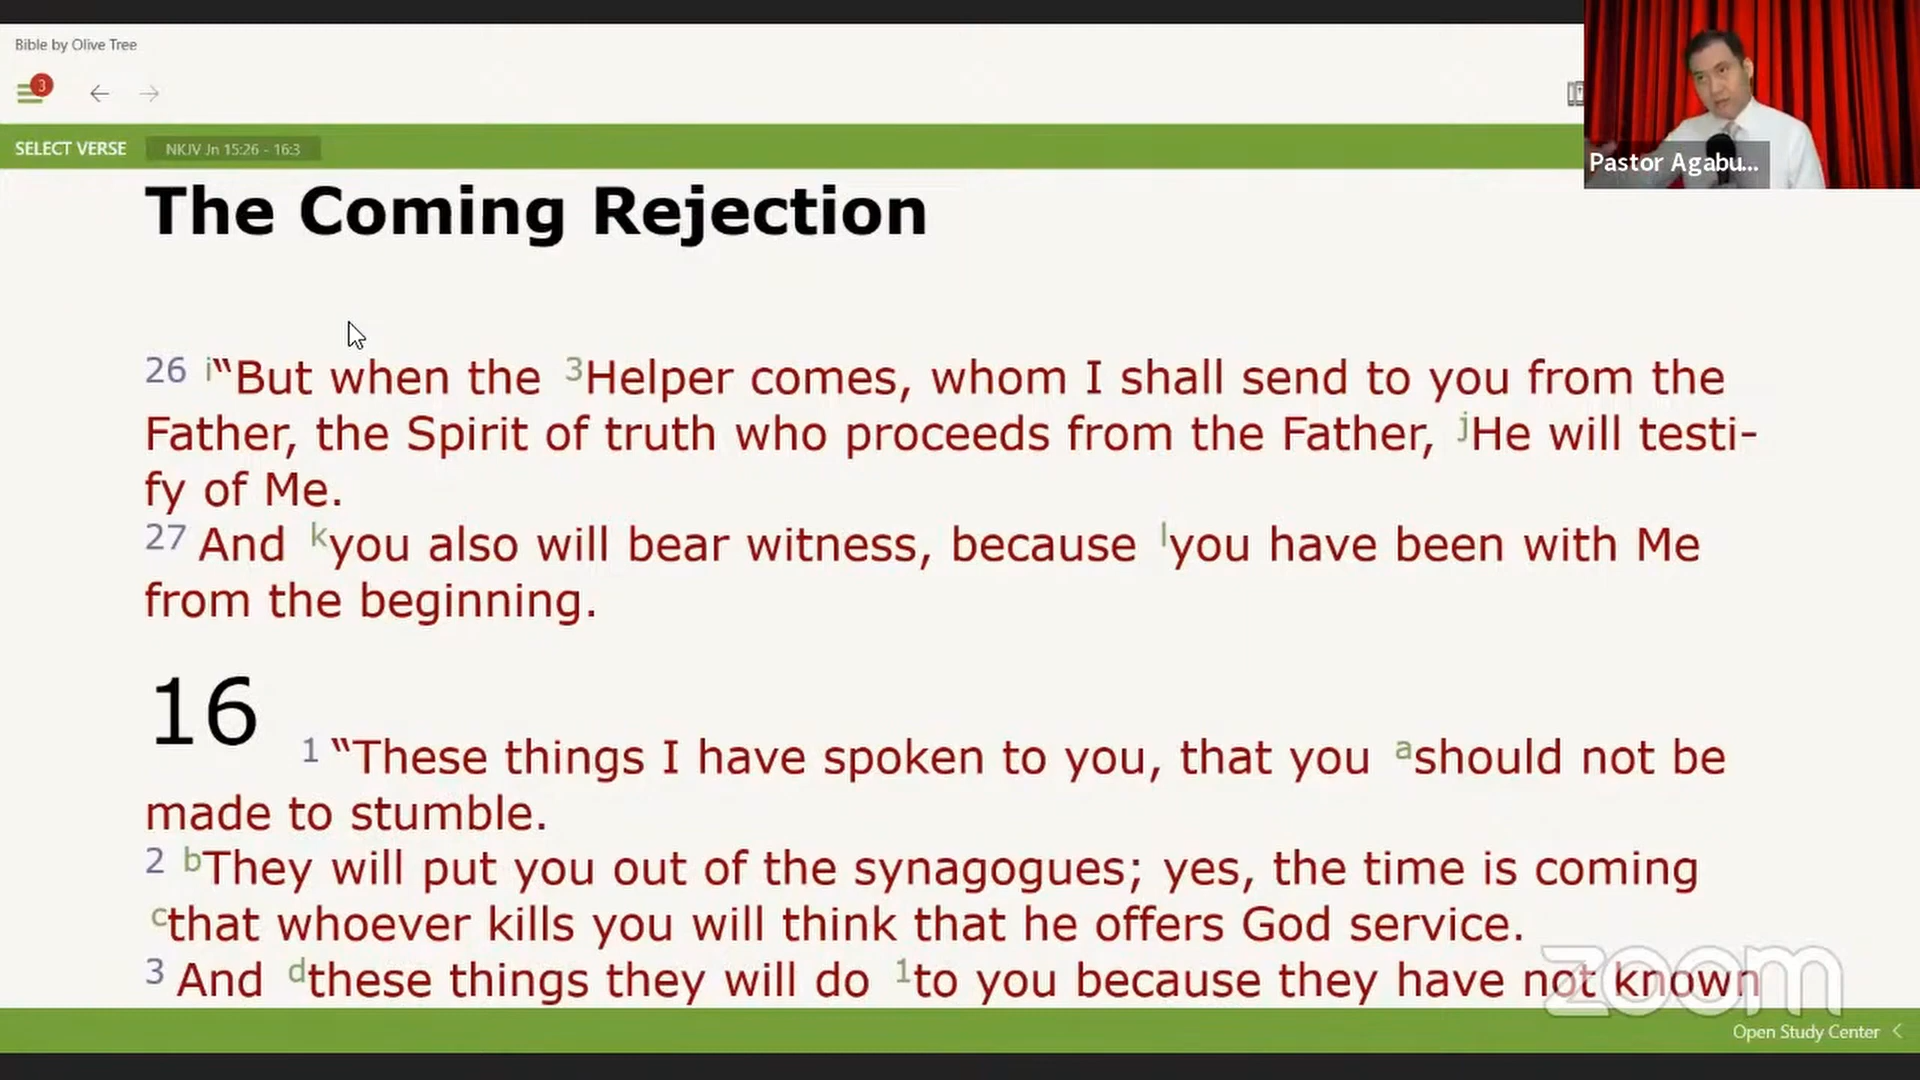 Bible by Olive Tree
3
SELECT VERSE NKJV Jn 15:26 - 16:3
Pastor Agabu...
The Coming Rejection
26 i“But when the 3Helper comes, whom I shall send to you from the
Father, the Spirit of truth who proceeds from the Father, jHe will testi-
fy of Me.
27 And kyou also will bear witness, because lyou have been with Me
from the beginning.
16
1 “These things I have spoken to you, that you ashould not be
made to stumble.
2 bThey will put you out of the synagogues; yes, the time is coming
cthat whoever kills you will think that he offers God service.
3 And dthese things they will do 1to you because they have not known
zoom
Open Study Center